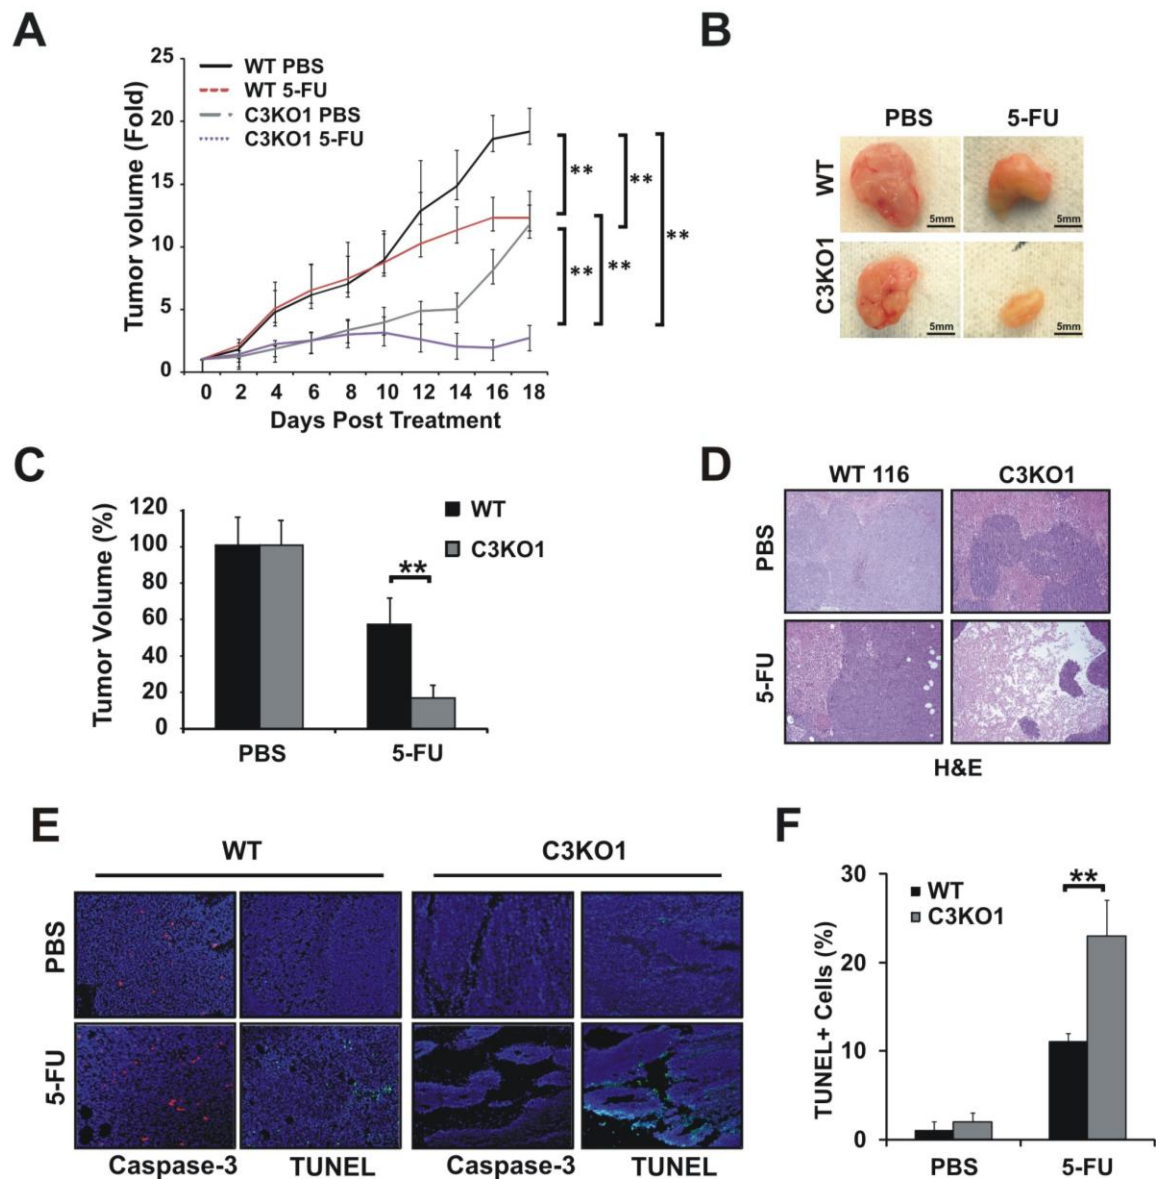 A
25
20
15
10
5
0
Tumor volume (Fold)
WT PBS
WT 5-FU
C3KO1 PBS
C3KO1 5-FU
**
**
**
**
**
0 2 4 6 8 10 12 14 16 18
Days Post Treatment
B
PBS 5-FU
WT
5mm 5mm
C3KO1
5mm 5mm
C
120
100
80
60
40
20
0
Tumor Volume (%)
WT
C3KO1
**
PBS 5-FU
D
WT 116 C3KO1
PBS
5-FU
H&E
E
WT C3KO1
PBS
5-FU
Caspase-3 TUNEL Caspase-3 TUNEL
F
30
20
10
0
TUNEL+ Cells (%)
WT
C3KO1
**
PBS 5-FU